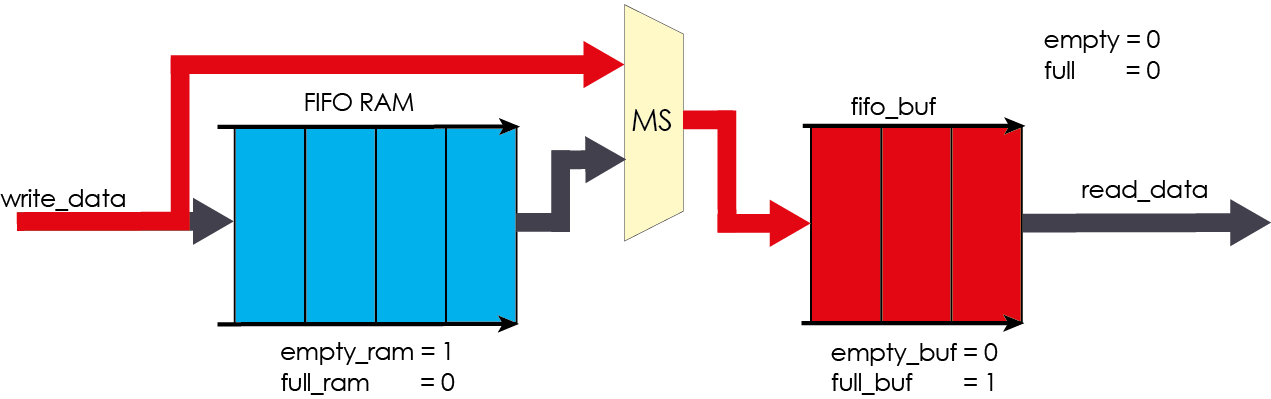 empty = 0
full = 0
FIFO RAM
MS
fifo_buf
write_data
read_data
empty_ram = 1
full_ram = 0
empty_buf = 0
full_buf = 1